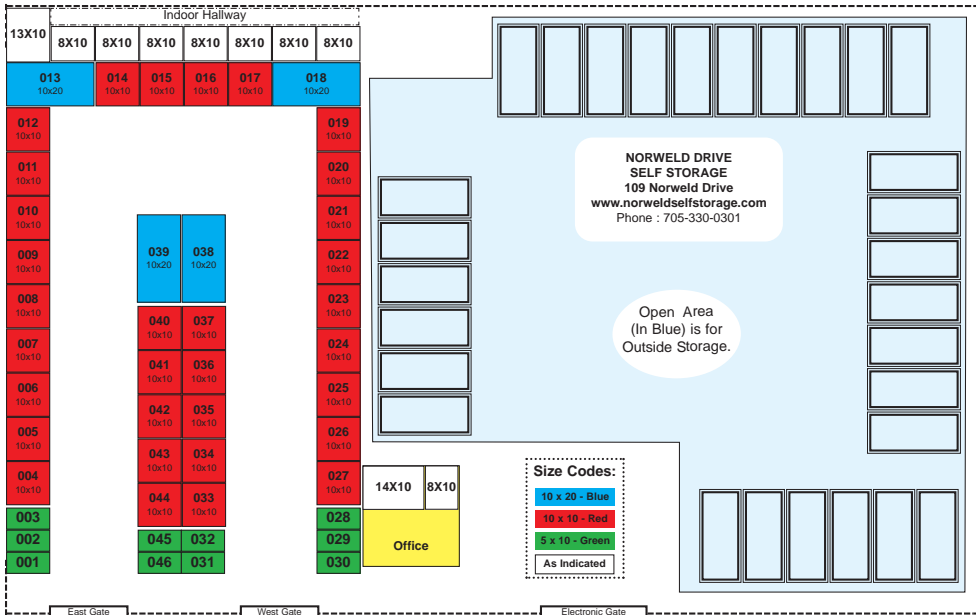 Indoor Hallway
13X10
8X10
8X10
8X10
8X10
8X10
8X10
8X10
013
10x20
014
10x10
015
10x10
016
10x10
017
10x10
018
10x20
012
10x10
011
10x10
010
10x10
009
10x10
008
10x10
007
10x10
006
10x10
005
10x10
004
10x10
003
002
001
039
10x20
038
10x20
040
10x10
037
10x10
041
10x10
036
10x10
042
10x10
035
10x10
043
10x10
034
10x10
044
10x10
033
10x10
045
032
046
031
019
10x10
020
10x10
021
10x10
022
10x10
023
10x10
024
10x10
025
10x10
026
10x10
027
10x10
028
029
030
14X10
8X10
Office
NORWELD DRIVE
SELF STORAGE
109 Norweld Drive
www.norweldselfstorage.com
Phone : 705-330-0301
Open Area
(In Blue) is for
Outside Storage.
Size Codes:
10 x 20 - Blue
10 x 10 - Red
5 x 10 - Green
As Indicated
East Gate
West Gate
Electronic Gate